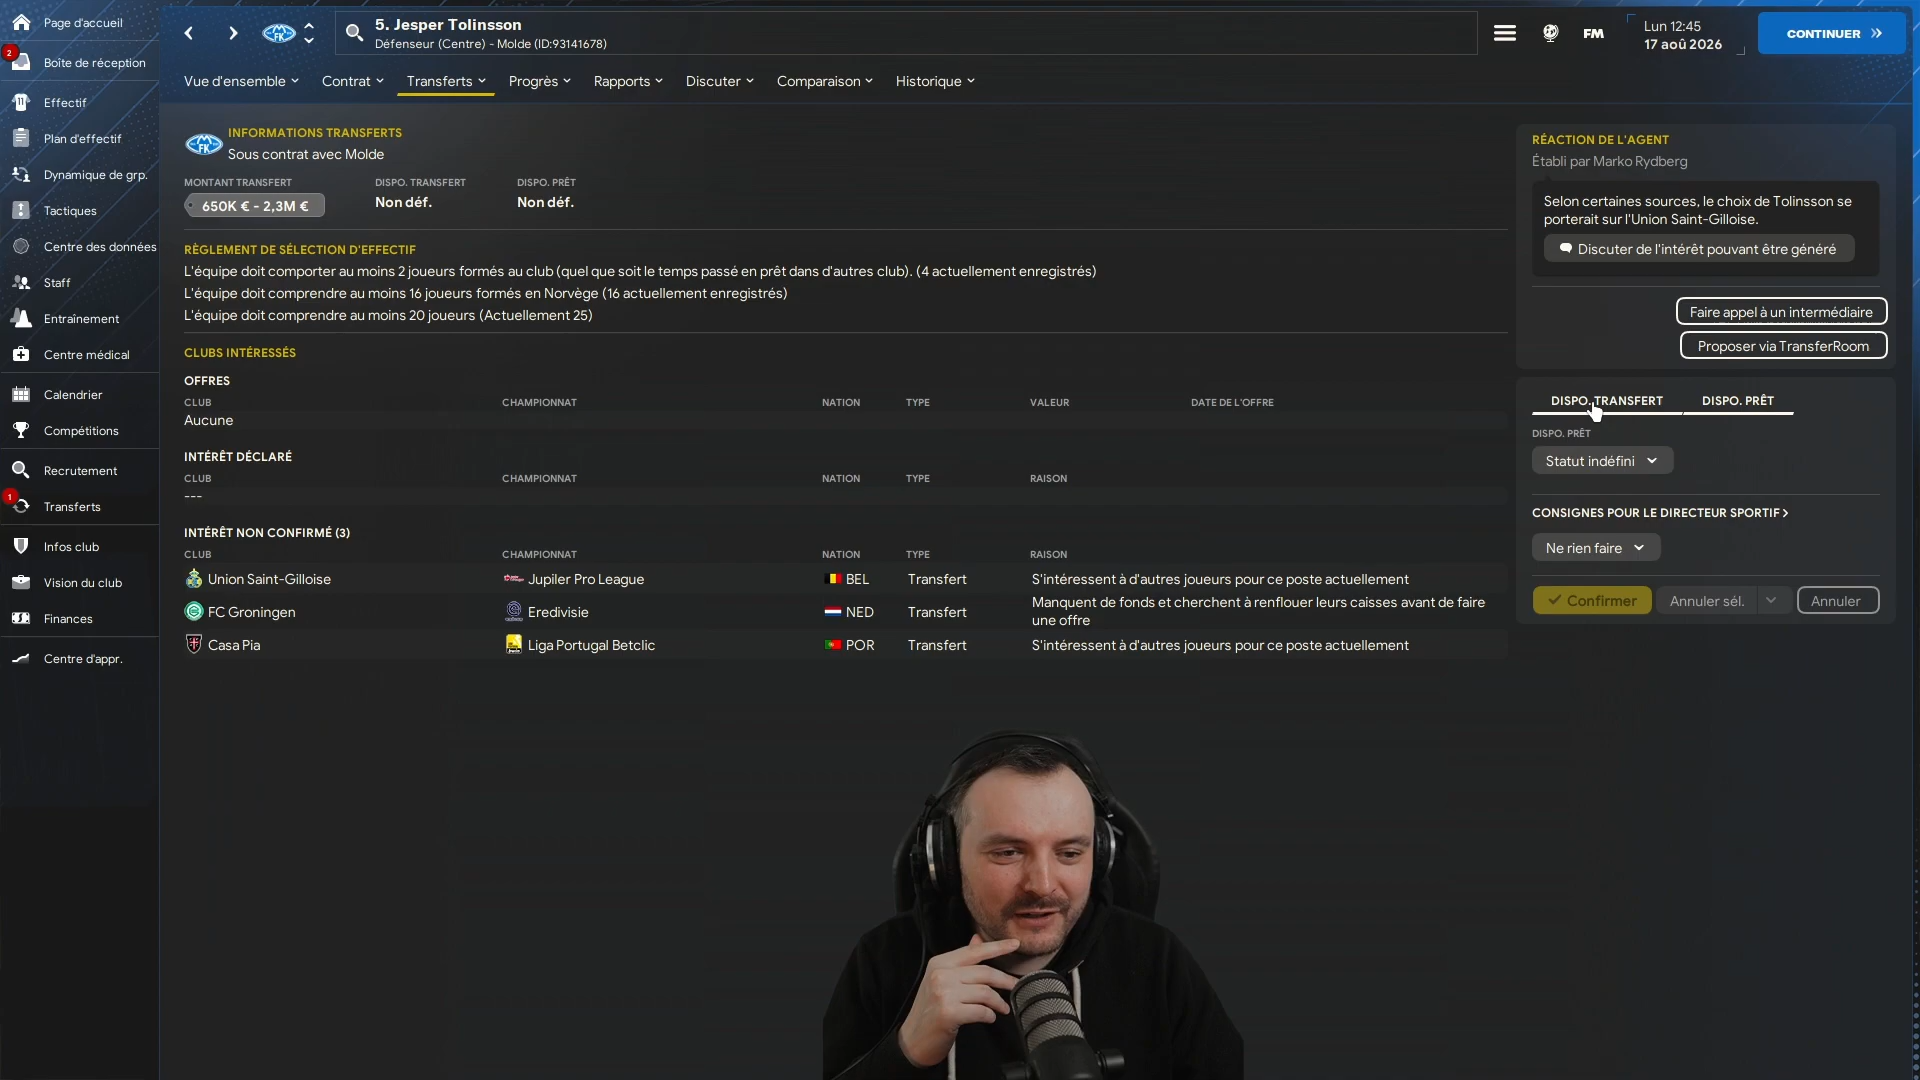 Page d'accueil
2
Boîte de réception
Effectif
Plan d'effectif
Dynamique de grp.
Tactiques
Centre des données
Staff
Entraînement
Centre médical
Calendrier
Compétitions
Recrutement
1
Transferts
Infos club
Vision du club
Finances
Centre d'appr.
5. Jesper Tolinsson
Défenseur (Centre) - Molde (ID:93141678)
FM
Lun 12:45
17 aoû 2026
CONTINUER
Vue d'ensemble
Contrat
Transferts
Progrès
Rapports
Discuter
Comparaison
Historique
INFORMATIONS TRANSFERTS
Sous contrat avec Molde
MONTANT TRANSFERT DISPO. TRANSFERT DISPO. PRÊT
650K € - 2,3M € Non déf. Non déf.
RÈGLEMENT DE SÉLECTION D'EFFECTIF
L'équipe doit comporter au moins 2 joueurs formés au club (quel que soit le temps passé en prêt dans d'autres club). (4 actuellement enregistrés)
L'équipe doit comprendre au moins 16 joueurs formés en Norvège (16 actuellement enregistrés)
L'équipe doit comprendre au moins 20 joueurs (Actuellement 25)
CLUBS INTÉRESSÉS
OFFRES
CLUB CHAMPIONNAT NATION TYPE VALEUR DATE DE L'OFFRE
Aucune
INTÉRÊT DÉCLARÉ
CLUB CHAMPIONNAT NATION TYPE RAISON
---
INTÉRÊT NON CONFIRMÉ (3)
CLUB CHAMPIONNAT NATION TYPE RAISON
Union Saint-Gilloise Jupiler Pro League BEL Transfert S'intéressent à d'autres joueurs pour ce poste actuellement
FC Groningen Eredivisie NED Transfert Manquent de fonds et cherchent à renflouer leurs caisses avant de faire
une offre
Casa Pia Liga Portugal Betclic POR Transfert S'intéressent à d'autres joueurs pour ce poste actuellement
RÉACTION DE L'AGENT
Établi par Marko Rydberg
Selon certaines sources, le choix de Tolinsson se
porterait sur l'Union Saint-Gilloise.
Discuter de l'intérêt pouvant être généré
Faire appel à un intermédiaire
Proposer via TransferRoom
DISPO. TRANSFERT DISPO. PRÊT
DISPO. PRÊT
Statut indéfini
CONSIGNES POUR LE DIRECTEUR SPORTIF >
Ne rien faire
Confirmer Annuler sél. Annuler